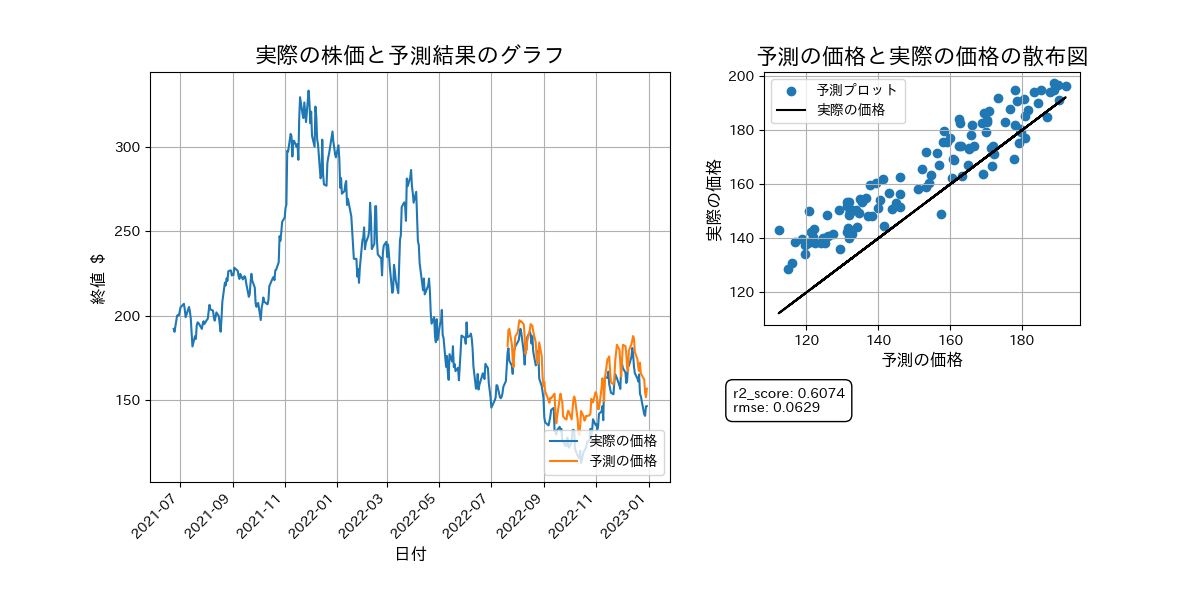 実際の株価と予測結果のグラフ
終値 $
300
250
200
150
2021-07
2021-09
2021-11
2022-01
2022-03
2022-05
2022-07
2022-09
2022-11
2023-01
日付
実際の価格
予測の価格
予測の価格と実際の価格の散布図
実際の価格
200
180
160
140
120
120
140
160
180
予測の価格
予測プロット
実際の価格
r2_score: 0.6074
rmse: 0.0629